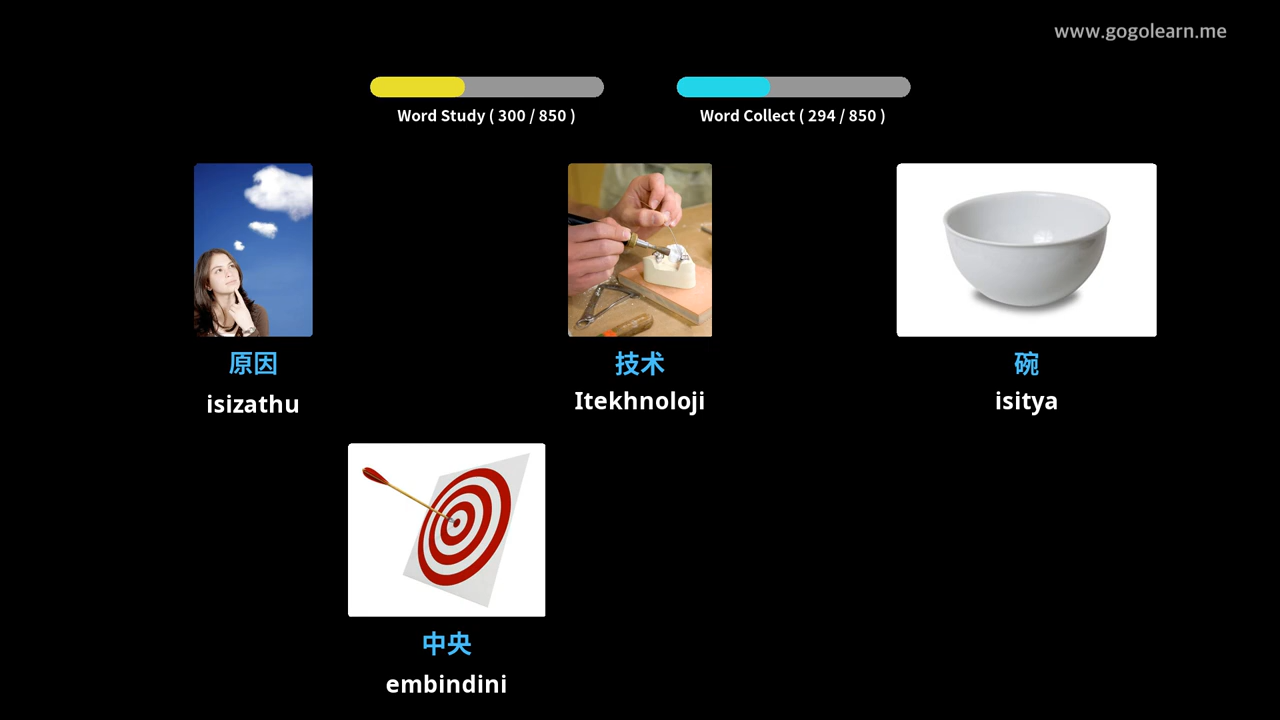 www.gogolearn.me
Word Study ( 300 / 850 )
Word Collect ( 294 / 850 )
原因
isizathu
技术
Itekhnoloji
碗
isitya
中央
embindini